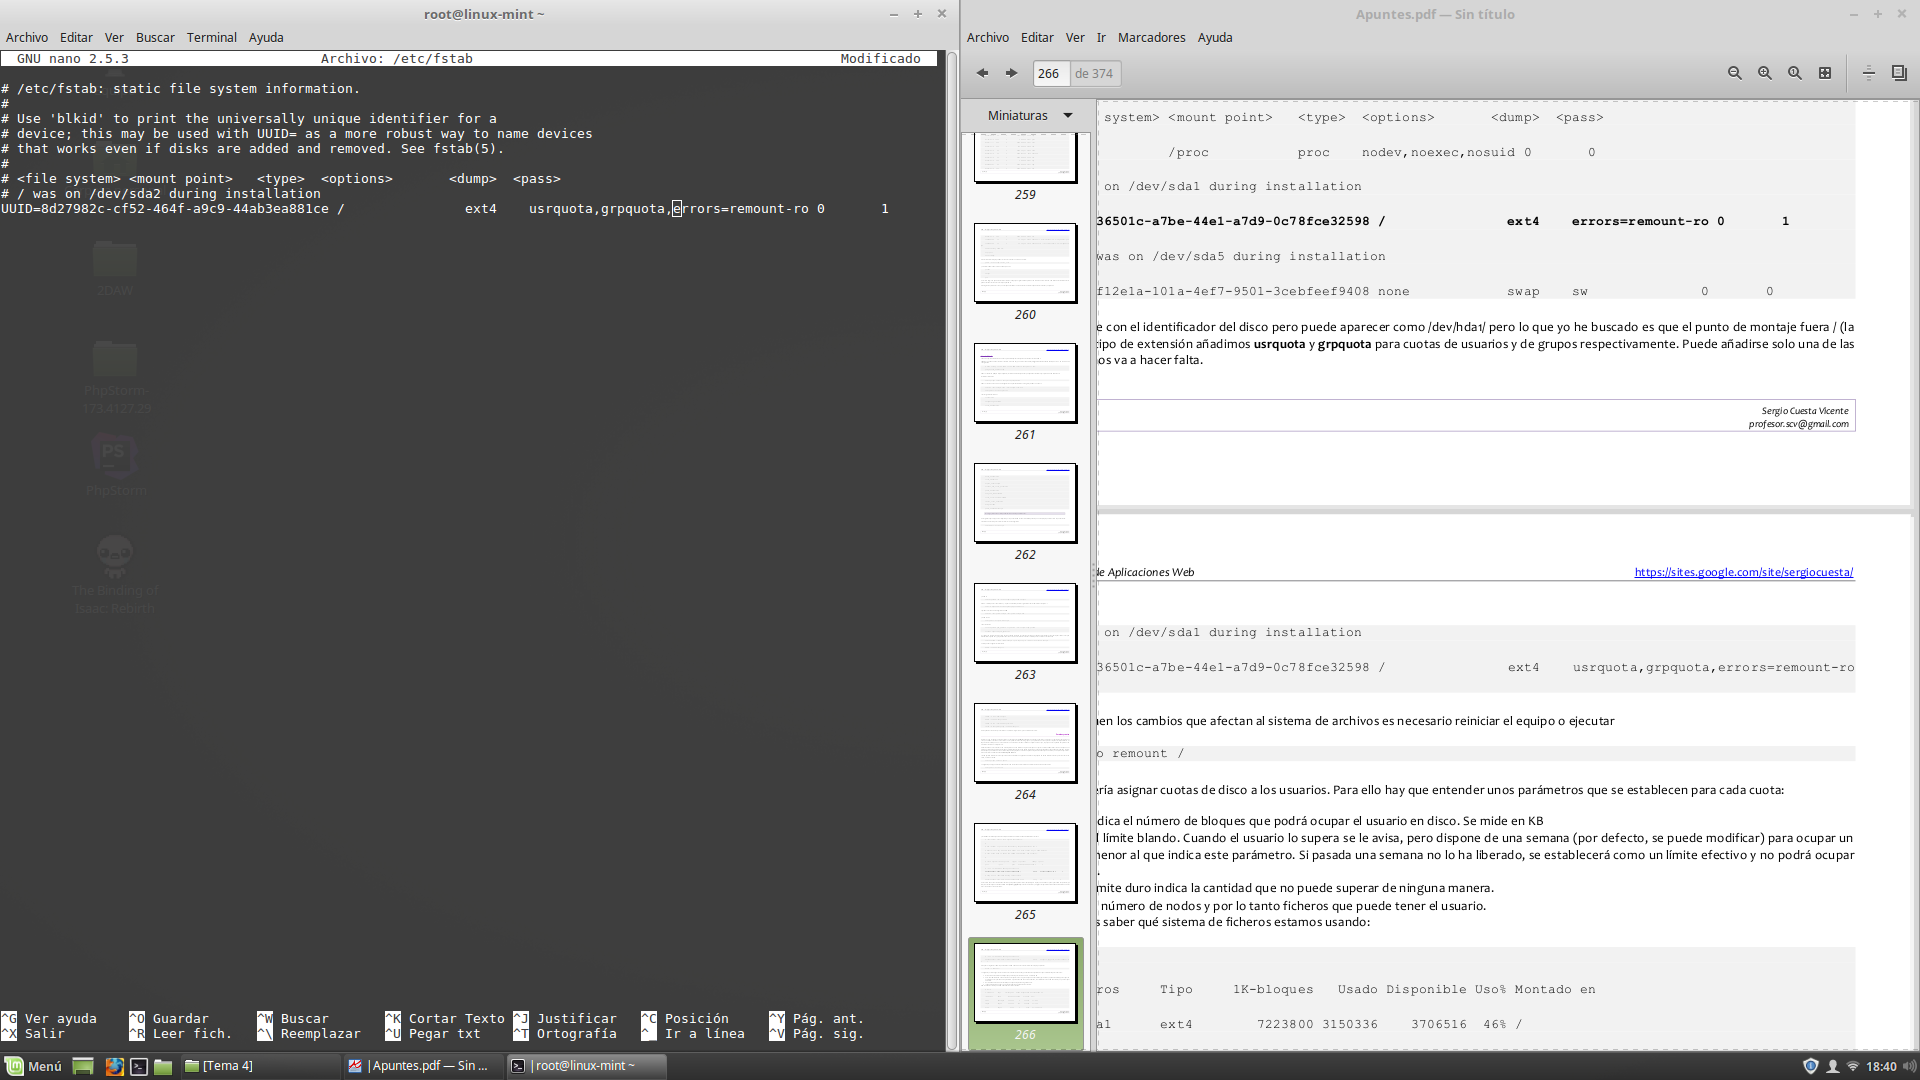 root@linux-mint ~
Archivo Editar Ver Buscar Terminal Ayuda
GNU nano 2.5.3 Archivo: /etc/fstab Modificado
# /etc/fstab: static file system information.
#
# Use 'blkid' to print the universally unique identifier for a
# device; this may be used with UUID= as a more robust way to name devices
# that works even if disks are added and removed. See fstab(5).
#
# <file system> <mount point> <type> <options> <dump> <pass>
# / was on /dev/sda2 during installation
UUID=8d27982c-cf52-464f-a9c9-44ab3ea881ce / ext4 usrquota,grpquota,errors=remount-ro 0 1
2DAW
PhpStorm-
173.4127.29
PS
PhpStorm
The Binding of
Isaac: Rebirth
^G Ver ayuda ^O Guardar ^W Buscar ^K Cortar Texto ^J Justificar ^C Posición ^Y Pág. ant.
^X Salir ^R Leer fich. ^\ Reemplazar ^U Pegar txt ^T Ortografía ^_ Ir a línea ^V Pág. sig.
Apuntes.pdf — Sin título
Archivo Editar Ver Ir Marcadores Ayuda
266 de 374
Miniaturas
259
260
261
262
263
264
265
266
system> <mount point> <type> <options> <dump> <pass>
/proc proc nodev,noexec,nosuid 0 0
on /dev/sda1 during installation
36501c-a7be-44e1-a7d9-0c78fce32598 / ext4 errors=remount-ro 0 1
was on /dev/sda5 during installation
f12e1a-101a-4ef7-9501-3cebfeef9408 none swap sw 0 0
e con el identificador del disco pero puede aparecer como /dev/hda1/ pero lo que yo he buscado es que el punto de montaje fuera / (la
ipo de extensión añadimos usrquota y grpquota para cuotas de usuarios y de grupos respectivamente. Puede añadirse solo una de las
os va a hacer falta.
Sergio Cuesta Vicente
profesor.scv@gmail.com
de Aplicaciones Web https://sites.google.com/site/sergiocuesta/
on /dev/sda1 during installation
36501c-a7be-44e1-a7d9-0c78fce32598 / ext4 usrquota,grpquota,errors=remount-ro
en los cambios que afectan al sistema de archivos es necesario reiniciar el equipo o ejecutar
o remount /
ería asignar cuotas de disco a los usuarios. Para ello hay que entender unos parámetros que se establecen para cada cuota:
dica el número de bloques que podrá ocupar el usuario en disco. Se mide en KB
l límite blando. Cuando el usuario lo supera se le avisa, pero dispone de una semana (por defecto, se puede modificar) para ocupar un
menor al que indica este parámetro. Si pasada una semana no lo ha liberado, se establecerá como un límite efectivo y no podrá ocupar
.
mite duro indica la cantidad que no puede superar de ninguna manera.
número de nodos y por lo tanto ficheros que puede tener el usuario.
s saber qué sistema de ficheros estamos usando:
ros Tipo 1K-bloques Usado Disponible Uso% Montado en
a1 ext4 7223800 3150336 3706516 46% /
Menú [Tema 4] |Apuntes.pdf — Sin ... |root@linux-mint ~ 18:40